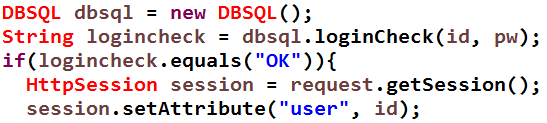 DBSQL dbsql = new DBSQL();
String logincheck = dbsql.loginCheck(id, pw);
if(logincheck.equals("OK")){
  HttpSession session = request.getSession();
  session.setAttribute("user", id);